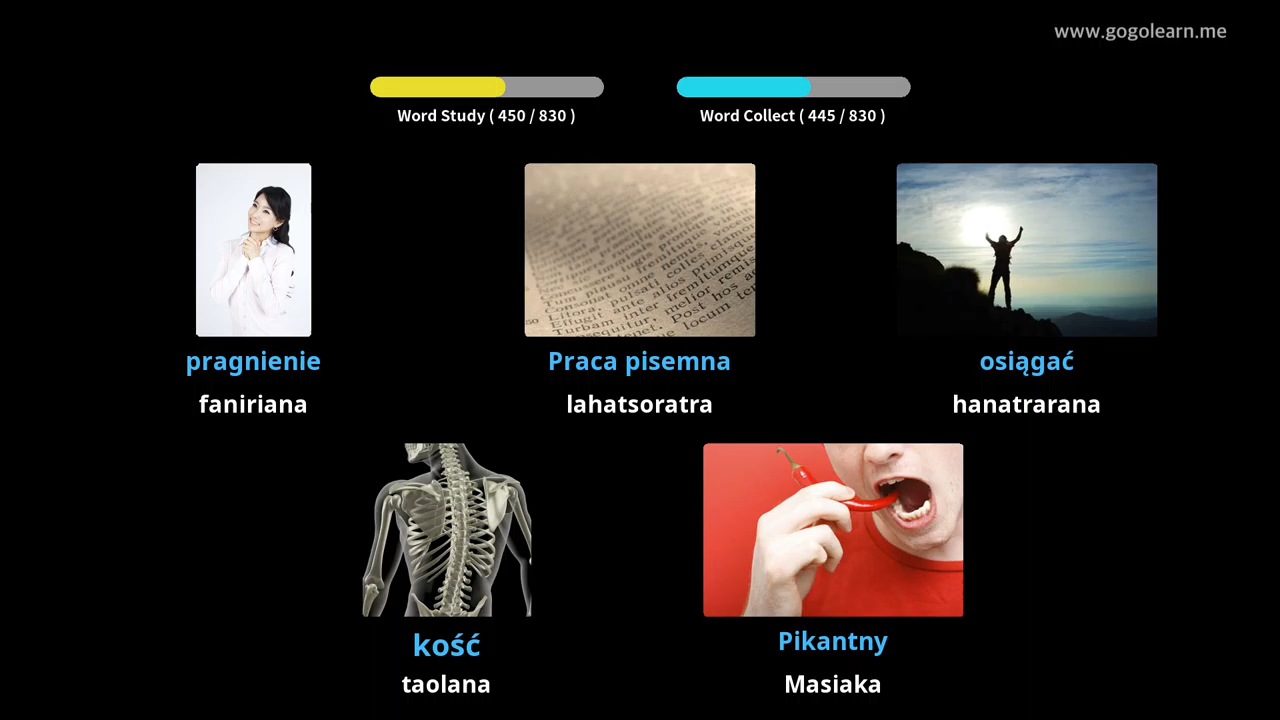 www.gogolearn.me
Word Study ( 450 / 830 )
Word Collect ( 445 / 830 )
pragnienie
Praca pisemna
osiągać
faniriana
lahatsoratra
hanatrarana
kość
Pikantny
taolana
Masiaka